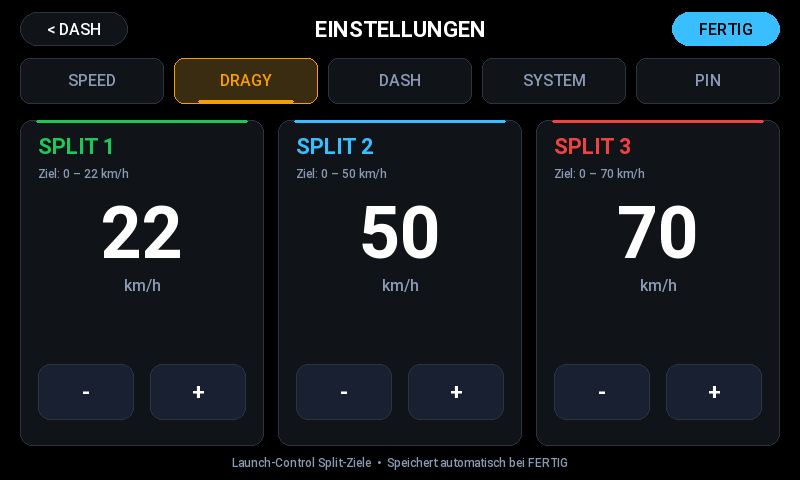 < DASH
EINSTELLUNGEN
FERTIG
SPEED
DRAGY
DASH
SYSTEM
PIN
SPLIT 1
Ziel: 0 – 22 km/h
22
km/h
-
+
SPLIT 2
Ziel: 0 – 50 km/h
50
km/h
-
+
SPLIT 3
Ziel: 0 – 70 km/h
70
km/h
-
+
Launch-Control Split-Ziele • Speichert automatisch bei FERTIG